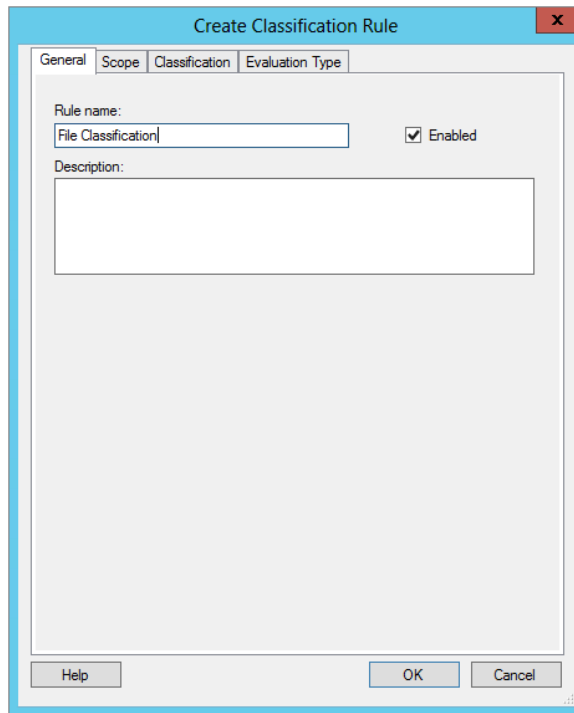 Create Classification Rule
x
General Scope Classification Evaluation Type
Rule name:
File Classification
Enabled
Description:
Help OK Cancel